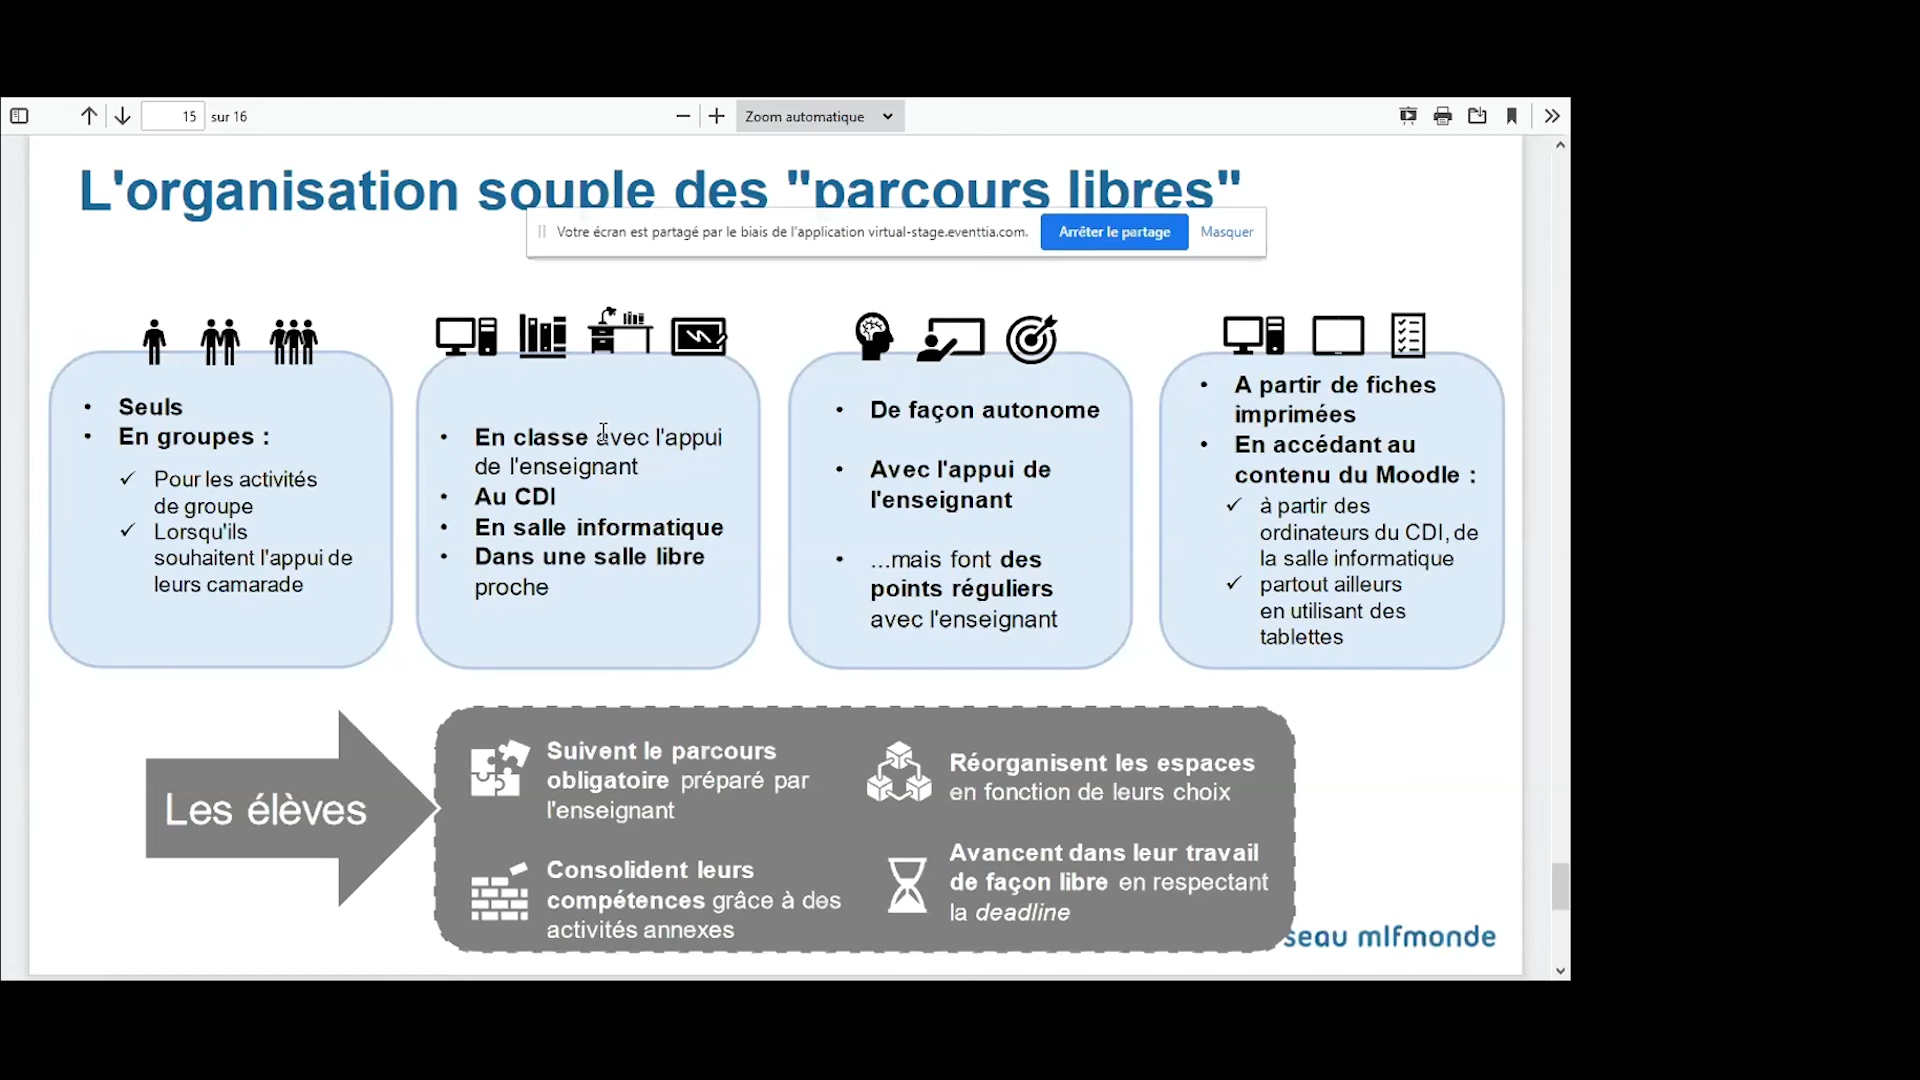 15 sur 16
Zoom automatique
L'organisation souple des "parcours libres"
Votre écran est partagé par le biais de l'application virtual-stage.eventtia.com.
Arrêter le partage
Masquer
• Seuls
• En groupes :
✓ Pour les activités
de groupe
✓ Lorsqu'ils
souhaitent l'appui de
leurs camarade
• En classe avec l'appui
de l'enseignant
• Au CDI
• En salle informatique
• Dans une salle libre
proche
• De façon autonome
• Avec l'appui de
l'enseignant
• ...mais font des
points réguliers
avec l'enseignant
• A partir de fiches
imprimées
• En accédant au
contenu du Moodle :
✓ à partir des
ordinateurs du CDI, de
la salle informatique
✓ partout ailleurs
en utilisant des
tablettes
Les élèves
Suivent le parcours
obligatoire préparé par
l'enseignant
Consolident leurs
compétences grâce à des
activités annexes
Réorganisent les espaces
en fonction de leurs choix
Avancent dans leur travail
de façon libre en respectant
la deadline
seau mlfmonde